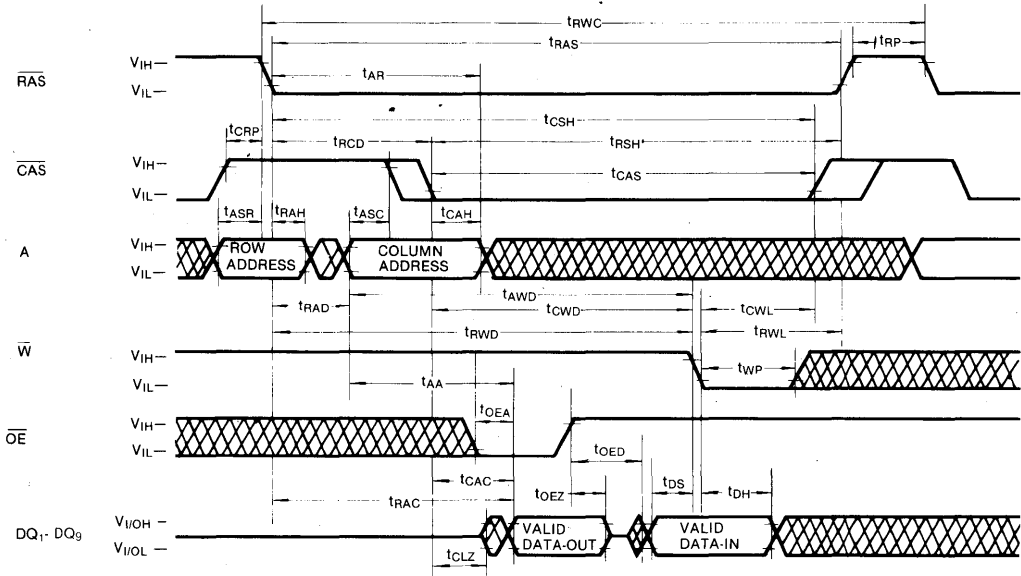 tRWC
tRAS
tRP
RAS
VIH
VIL
tAR
tCSH
tCRP
tRCD
tRSH
CAS
VIH
VIL
tCAS
tASR
tRAH
tASC
tCAH
A
VIH
VIL
ROW ADDRESS
COLUMN ADDRESS
tRAD
tAWD
tCWD
tCWL
tRWD
tRWL
W
VIH
VIL
tWP
tAA
tOEA
OE
VIH
VIL
tOED
tCAC
tRAC
tOEZ
tDS
tDH
DQ1- DQ9
VI/OH
VI/OL
VALID DATA-OUT
VALID DATA-IN
tCLZ